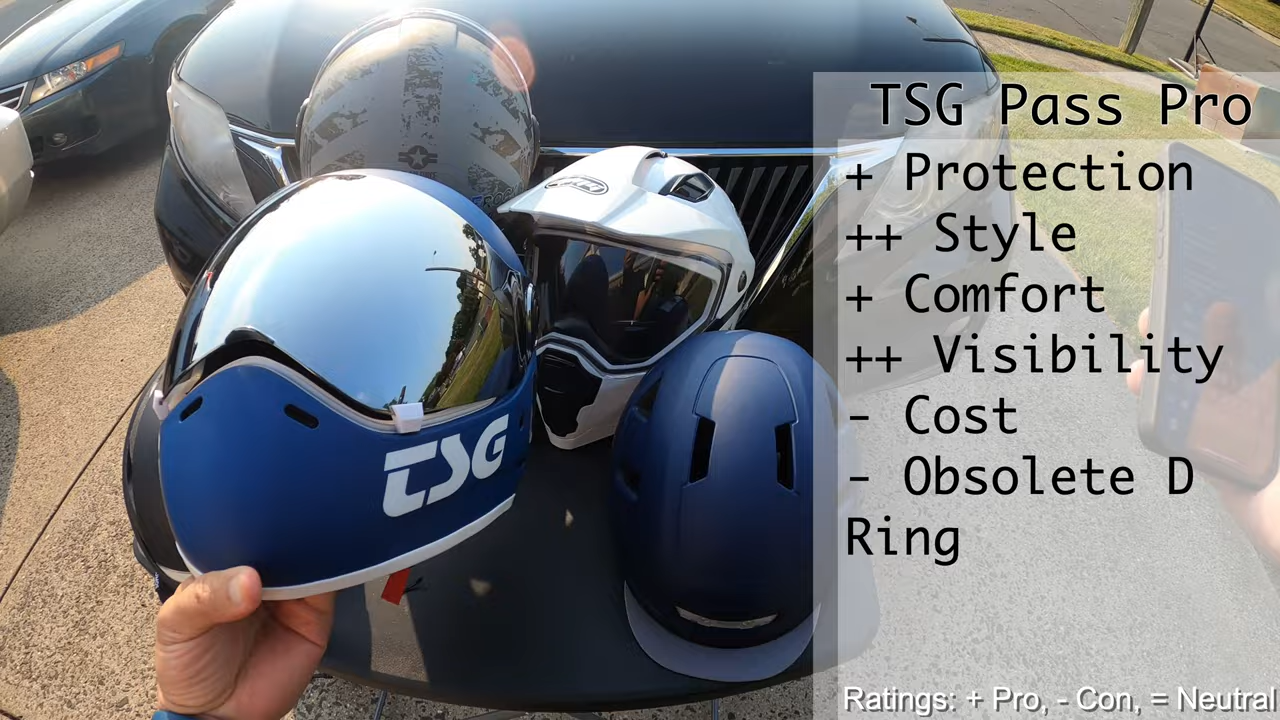 TSG Pass Pro
+ Protection
++ Style
+ Comfort
++ Visibility
- Cost
- Obsolete D
Ring
TSG
Ratings: + Pro, - Con, = Neutral